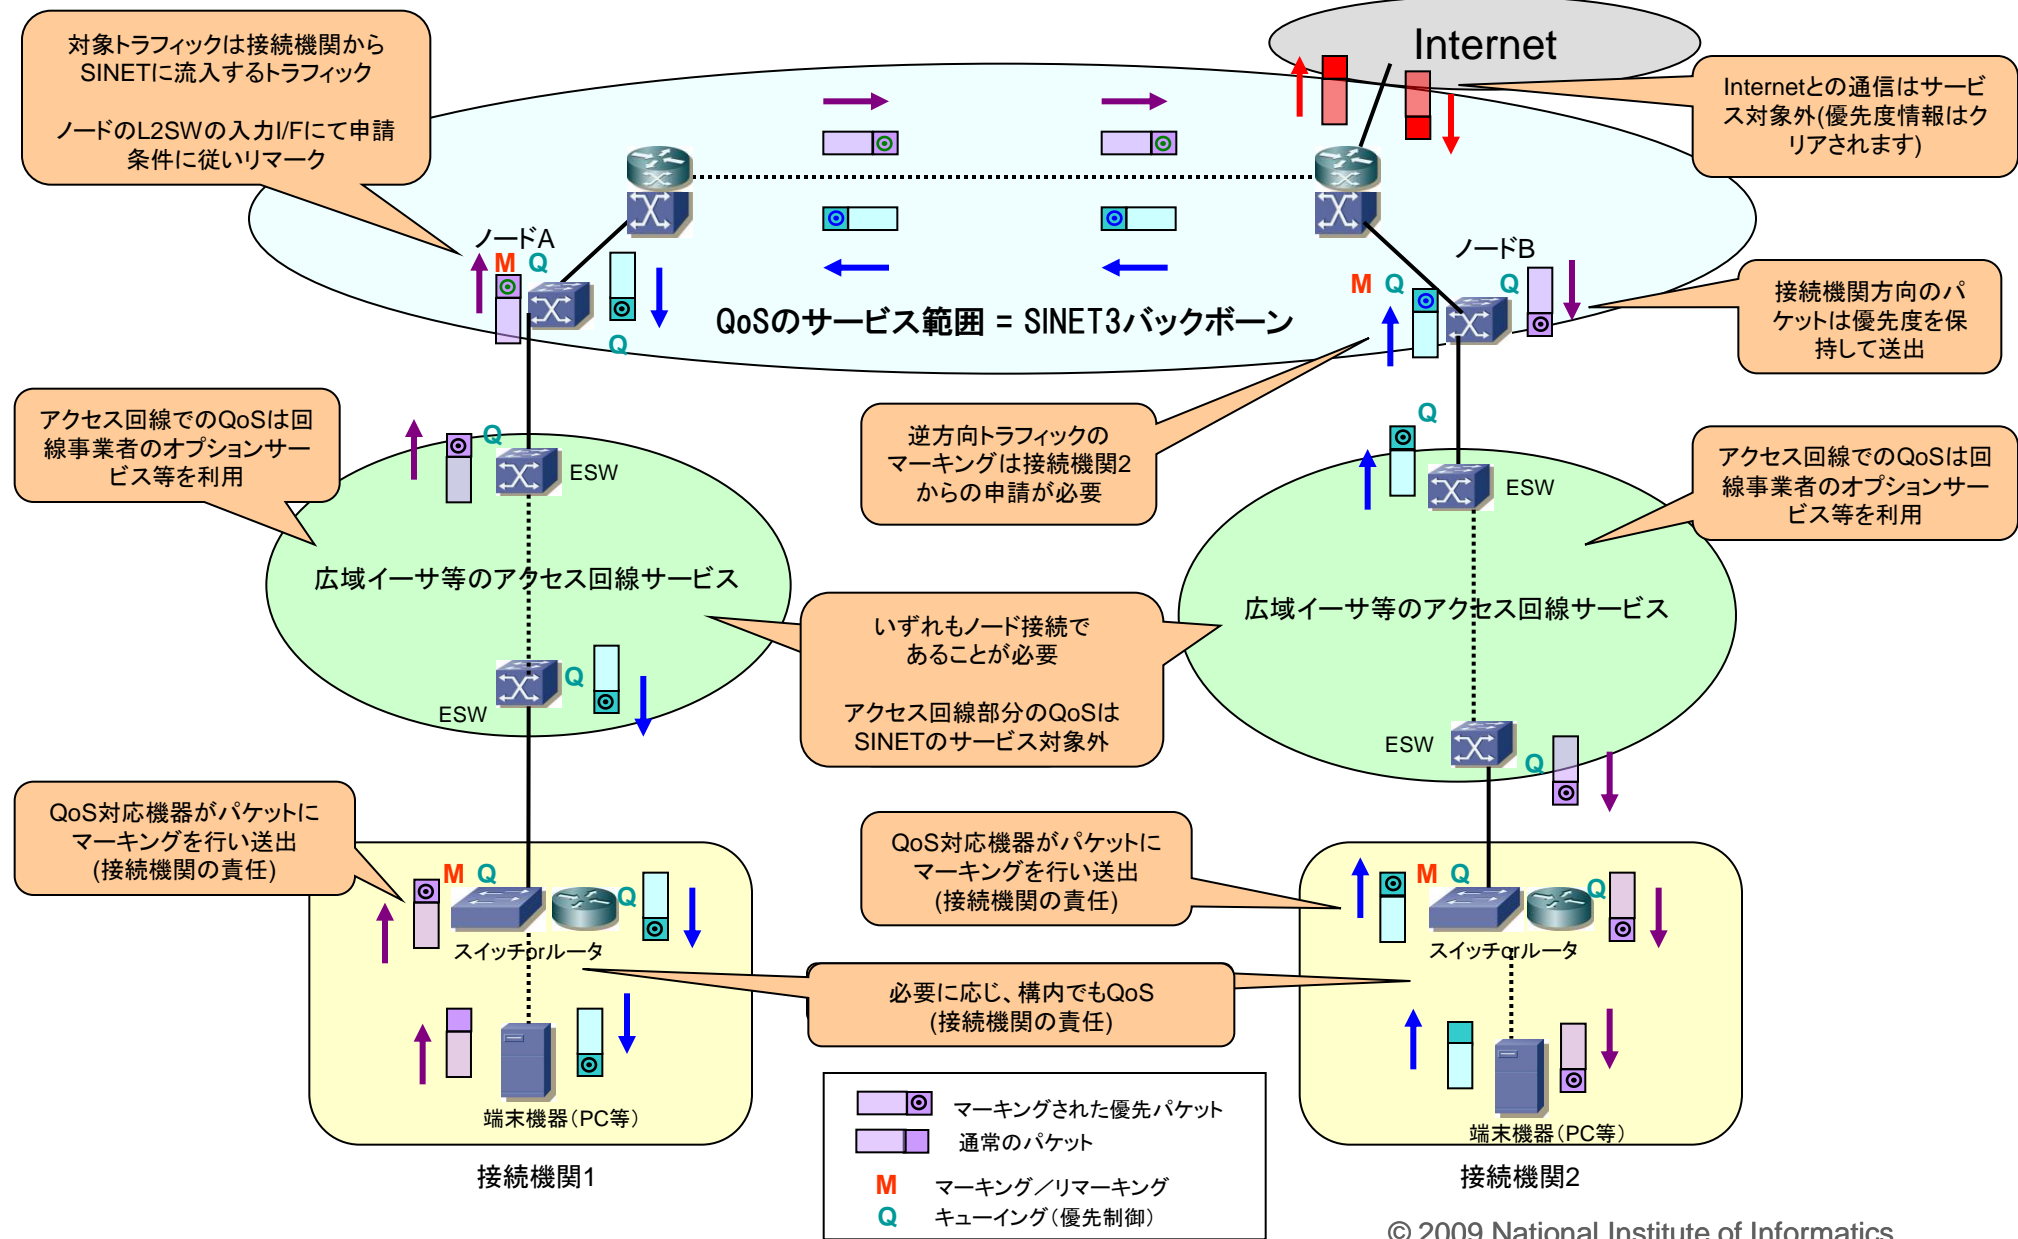 対象トラフィックは接続機関から
SINETに流入するトラフィック
ノードのL2SWの入力I/Fにて申請
条件に従いリマーク
Internet
Internetとの通信はサービ
ス対象外(優先度情報はク
リアされます)
ノードA
M Q
Q
QoSのサービス範囲 = SINET3バックボーン
ノードB
M Q
Q
接続機関方向のパ
ケットは優先度を保
持して送出
アクセス回線でのQoSは回
線事業者のオプションサー
ビス等を利用
Q
ESW
逆方向トラフィックの
マーキングは接続機関2
からの申請が必要
Q
ESW
アクセス回線でのQoSは回
線事業者のオプションサー
ビス等を利用
広域イーサ等のアクセス回線サービス
広域イーサ等のアクセス回線サービス
いずれもノード接続で
あることが必要
アクセス回線部分のQoSは
SINETのサービス対象外
Q
ESW
ESW
Q
QoS対応機器がパケットに
マーキングを行い送出
(接続機関の責任)
QoS対応機器がパケットに
マーキングを行い送出
(接続機関の責任)
M Q
Q
スイッチorルータ
M Q
Q
スイッチorルータ
必要に応じ、構内でもQoS
(接続機関の責任)
端末機器(PC等)
端末機器(PC等)
接続機関1
接続機関2
マーキングされた優先パケット
通常のパケット
M マーキング／リマーキング
Q キューイング(優先制御)
© 2009 National Institute of Informatics